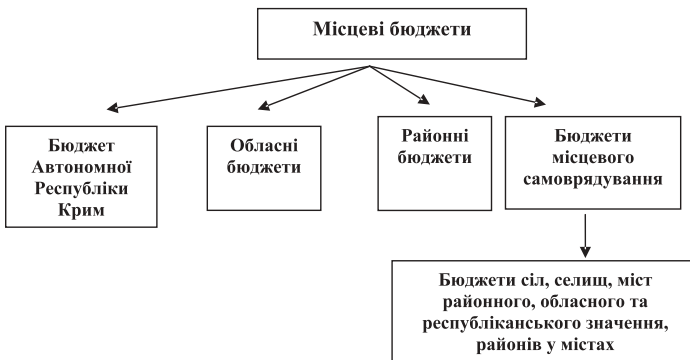 Місцеві бюджети
Бюджет
Автономної
Республіки
Крим
Обласні
бюджети
Районні
бюджети
Бюджети
місцевого
самоврядування
Бюджети сіл, селищ, міст
районного, обласного та
республіканського значення,
районів у містах